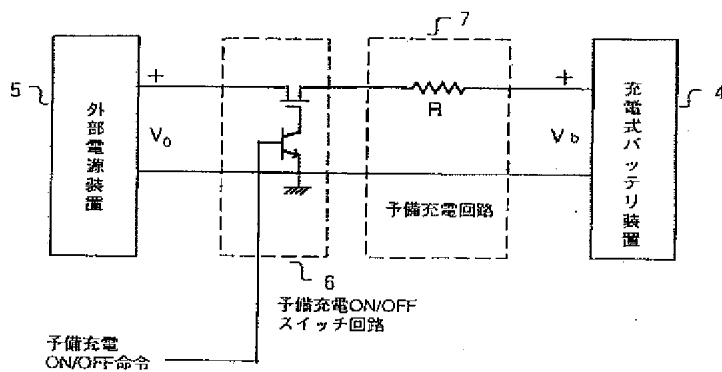 7
5
外部電源装置
+
V0
6
予備充電ON/OFF
スイッチ回路
予備充電
ON/OFF命令
R
予備充電回路
+
Vb
充電式バッテリ装置
4